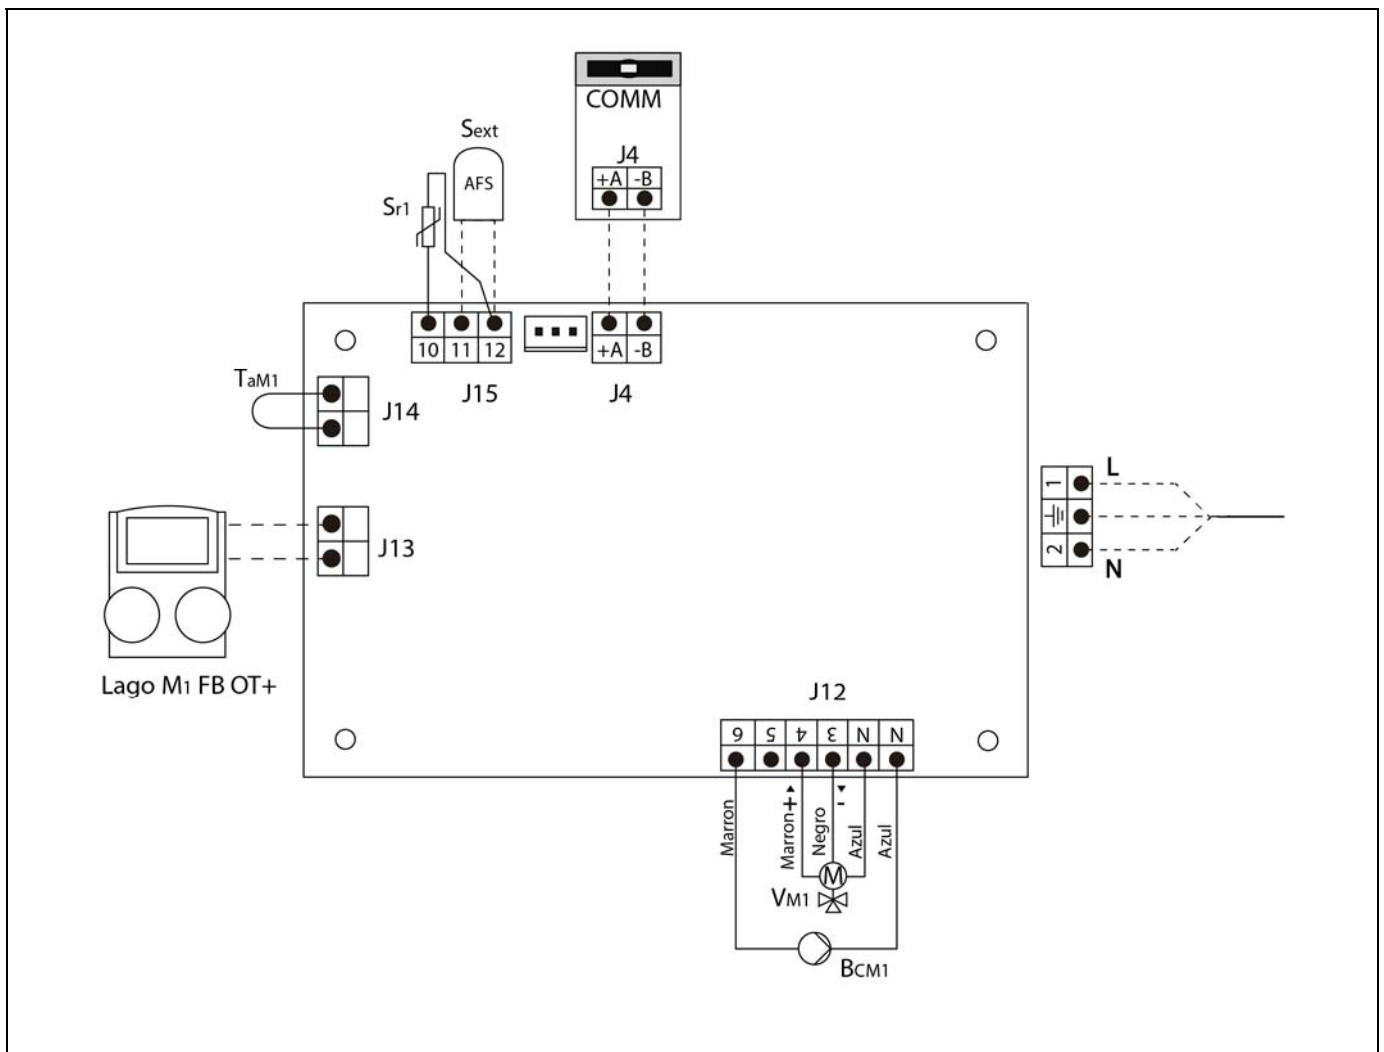 COMM
J4
+A -B
Sext
AFS
Sr1
10 11 12
J15
+A -B
J4
TaM1
J14
J13
Lago M1 FB OT+
1
2
L
N
J12
6 5 4 3 N N
Marron
Marron
+
Negro
-
Azul
Azul
M
VM1
BCM1